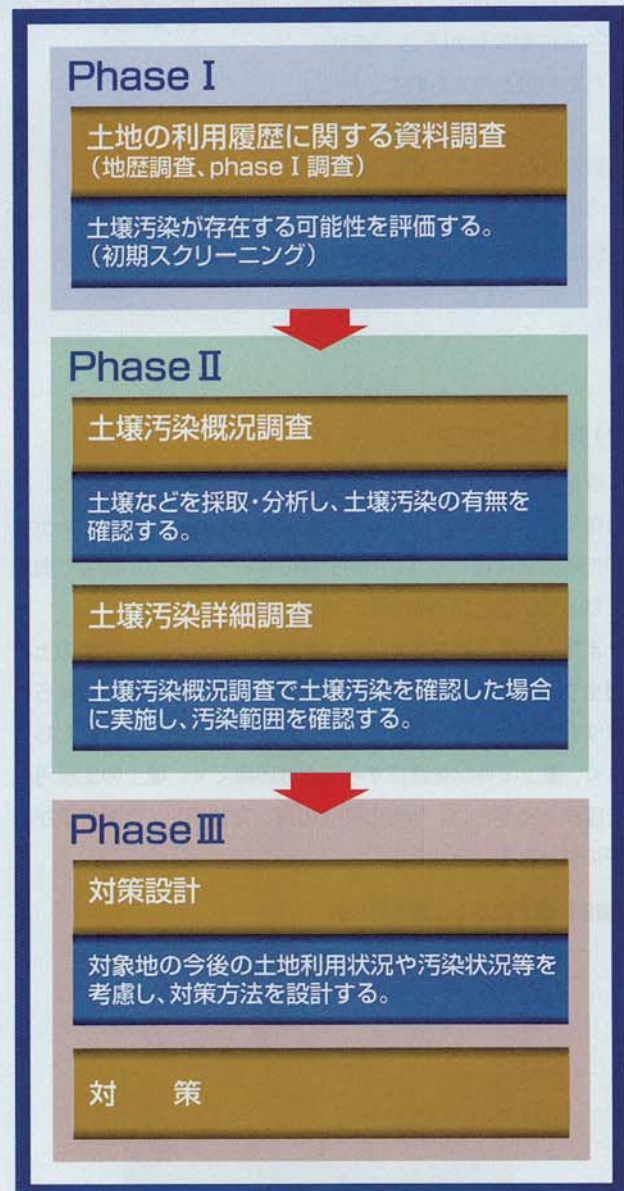 Phase Ⅰ
土地の利用履歴に関する資料調査
（地歴調査、phaseⅠ調査）
土壌汚染が存在する可能性を評価する。
（初期スクリーニング）
Phase Ⅱ
土壌汚染概況調査
土壌などを採取・分析し、土壌汚染の有無を
確認する。
土壌汚染詳細調査
土壌汚染概況調査で土壌汚染を確認した場合
に実施し、汚染範囲を確認する。
Phase Ⅲ
対策設計
対象地の今後の土地利用状況や汚染状況等を
考慮し、対策方法を設計する。
対　策